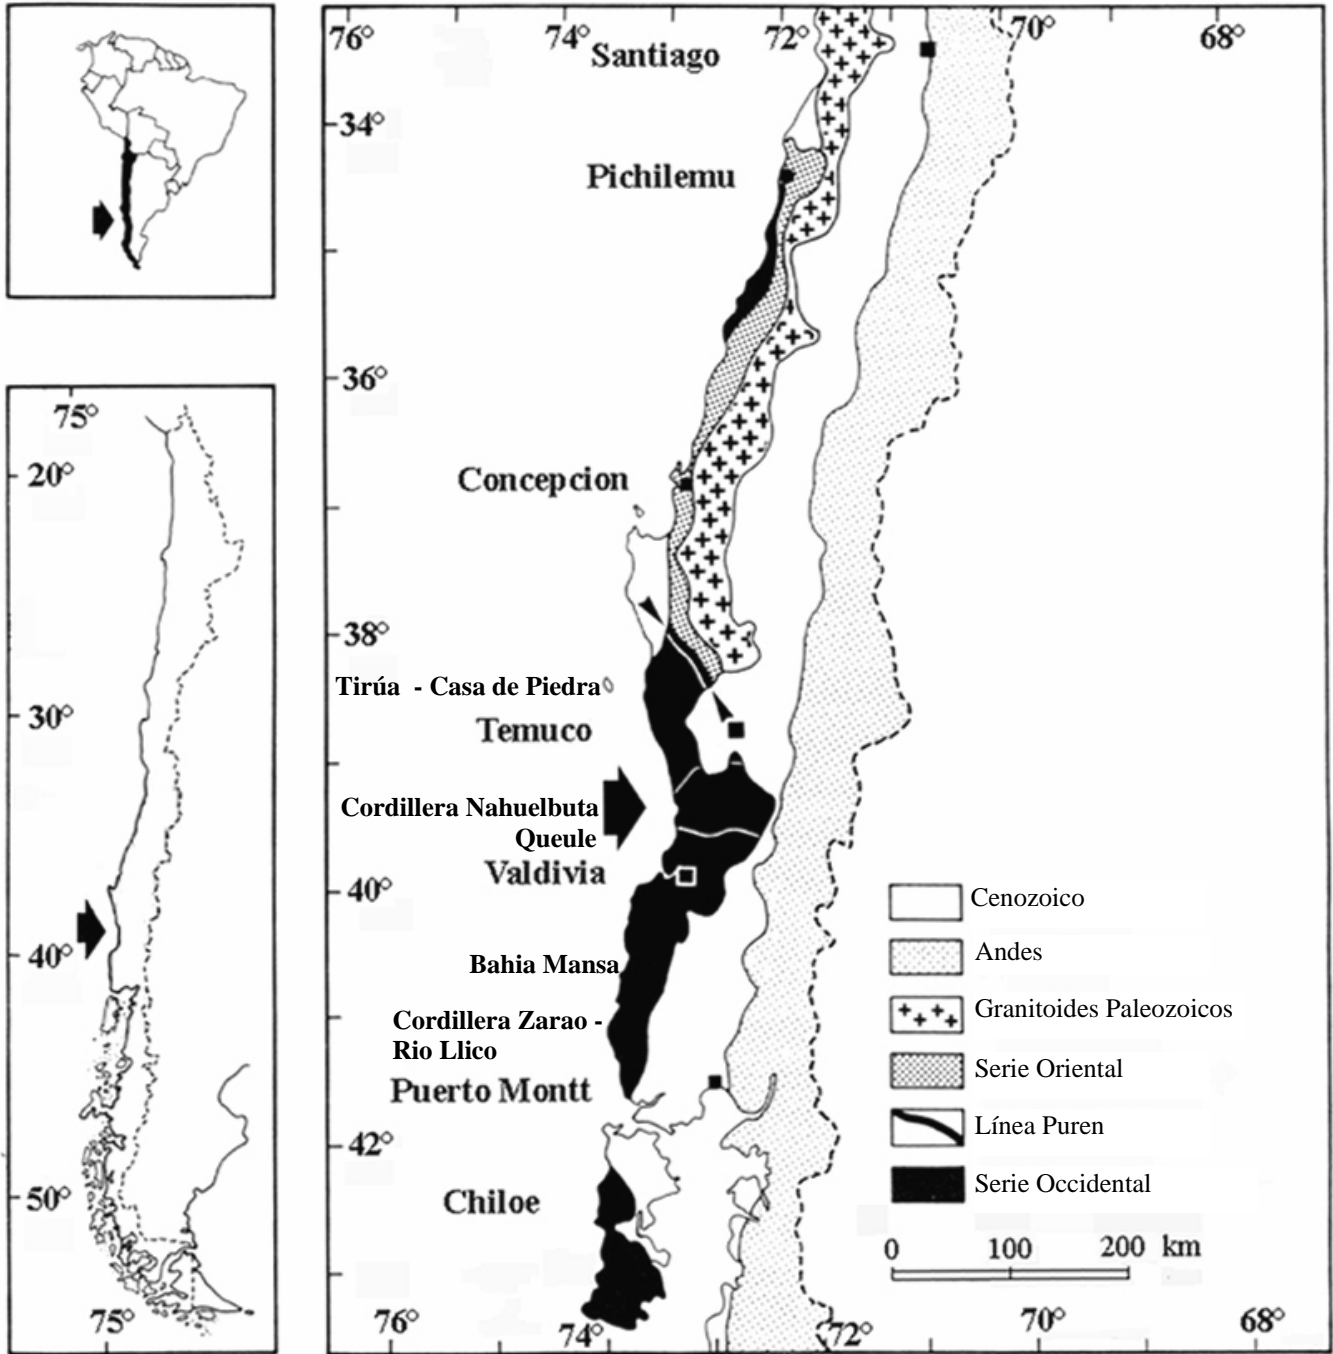 76°
74°
72°
70°
68°
Santiago
34°
Pichilemu
36°
75°
20°
Concepcion
38°
Tirúa - Casa de Piedra
30°
Temuco
Cordillera Nahuelbuta
Queule
Valdivia
40°
Cenozoico
40°
Andes
Bahia Mansa
Granitoides Paleozoicos
Cordillera Zarao -
Rio Llico
Serie Oriental
Puerto Montt
Línea Puren
42°
Serie Occidental
50°
Chiloe
0 100 200 km
75°
76°
74°
72°
70°
68°